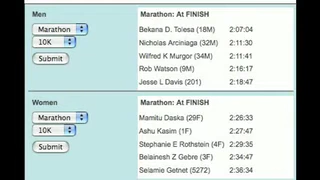 Men
Marathon
10K
Submit
Marathon: At FINISH
Bekana D. Tolesa (18M) 2:07:04
Nicholas Arciniaga (32M) 2:11:30
Wilfred K Murgor (34M) 2:11:41
Rob Watson (9M) 2:16:17
Jesse L Davis (201) 2:18:47
Women
Marathon
10K
Submit
Marathon: At FINISH
Mamitu Daska (29F) 2:26:33
Ashu Kasim (1F) 2:27:47
Stephanie E Rothstein (4F) 2:29:35
Belainesh Z Gebre (3F) 2:34:47
Selamie Getnet (5272) 2:36:34